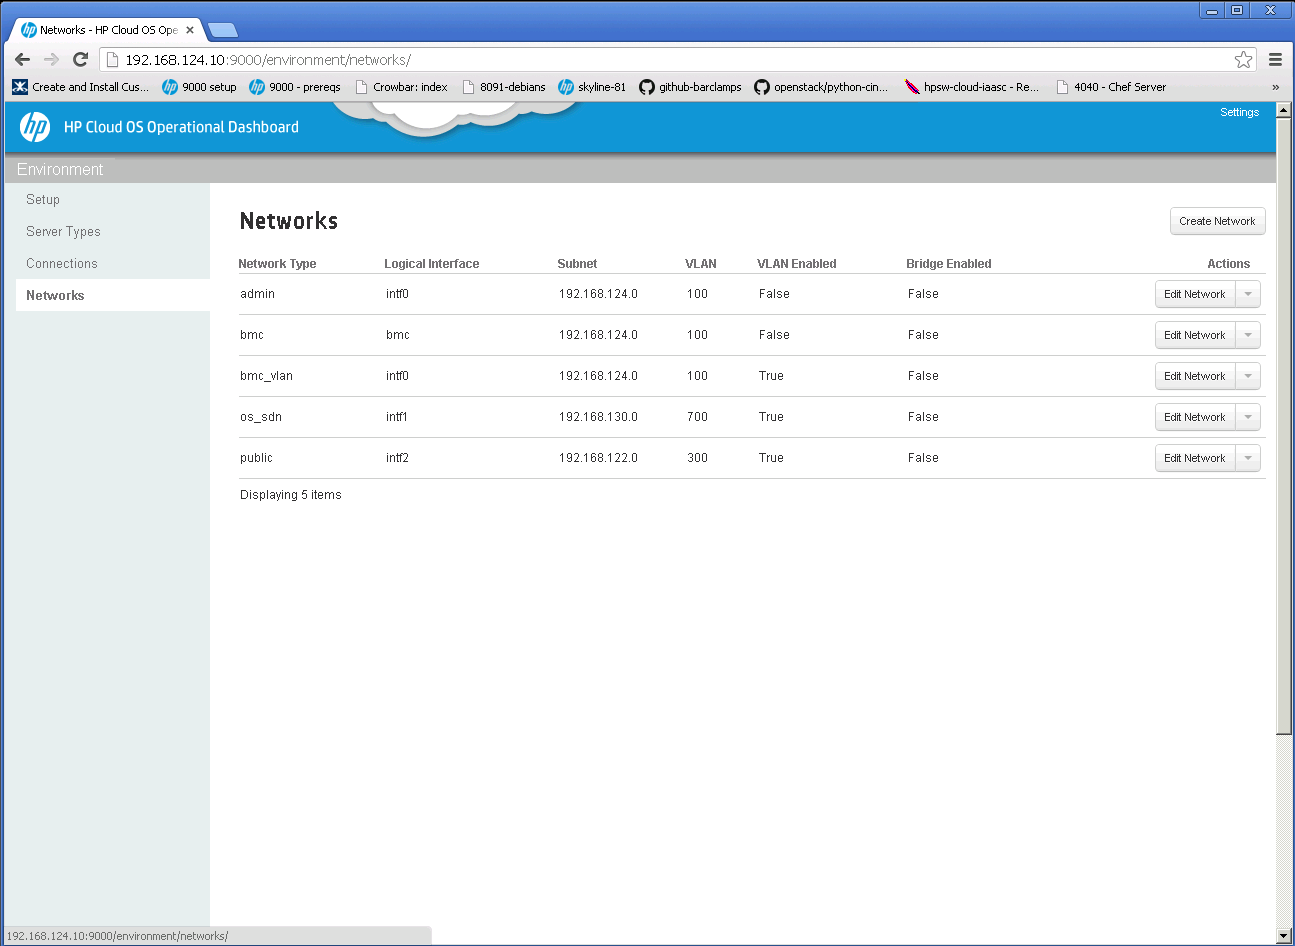 Networks - HP Cloud OS Ope
192.168.124.10:9000/environment/networks/
Create and Install Cus... 9000 setup 9000 - prereqs Crowbar: index 8091-debians skyline-81 github-barclamps openstack/python-cin... hpsw-cloud-iaasc - Re... 4040 - Chef Server »
hp HP Cloud OS Operational Dashboard Settings
Environment
Setup
Server Types
Connections
Networks
Networks Create Network
Network Type Logical Interface Subnet VLAN VLAN Enabled Bridge Enabled Actions
admin intf0 192.168.124.0 100 False False Edit Network
bmc bmc 192.168.124.0 100 False False Edit Network
bmc_vlan intf0 192.168.124.0 100 True False Edit Network
os_sdn intf1 192.168.130.0 700 True False Edit Network
public intf2 192.168.122.0 300 True False Edit Network
Displaying 5 items
192.168.124.10:9000/environment/networks/